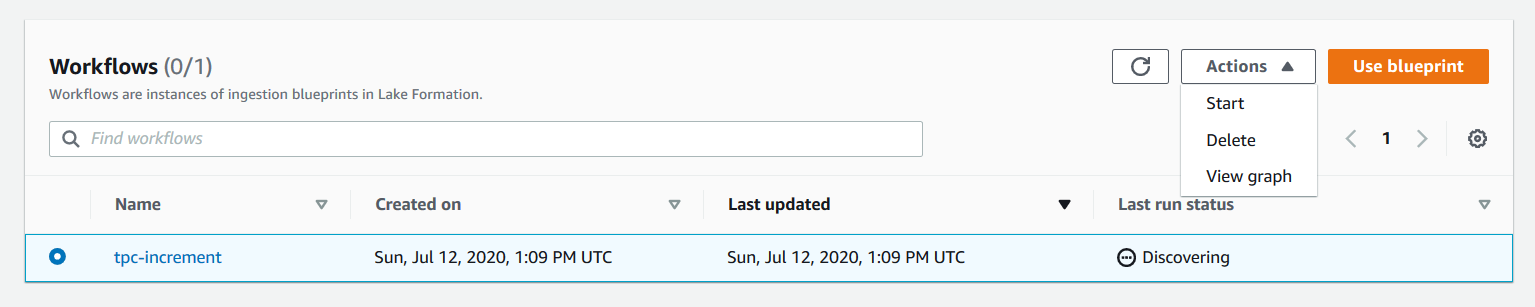 Workflows (0/1)
Workflows are instances of ingestion blueprints in Lake Formation.
Actions
Use blueprint
Start
Delete
View graph
Find workflows
1
Name
Created on
Last updated
Last run status
tpc-increment
Sun, Jul 12, 2020, 1:09 PM UTC
Sun, Jul 12, 2020, 1:09 PM UTC
Discovering